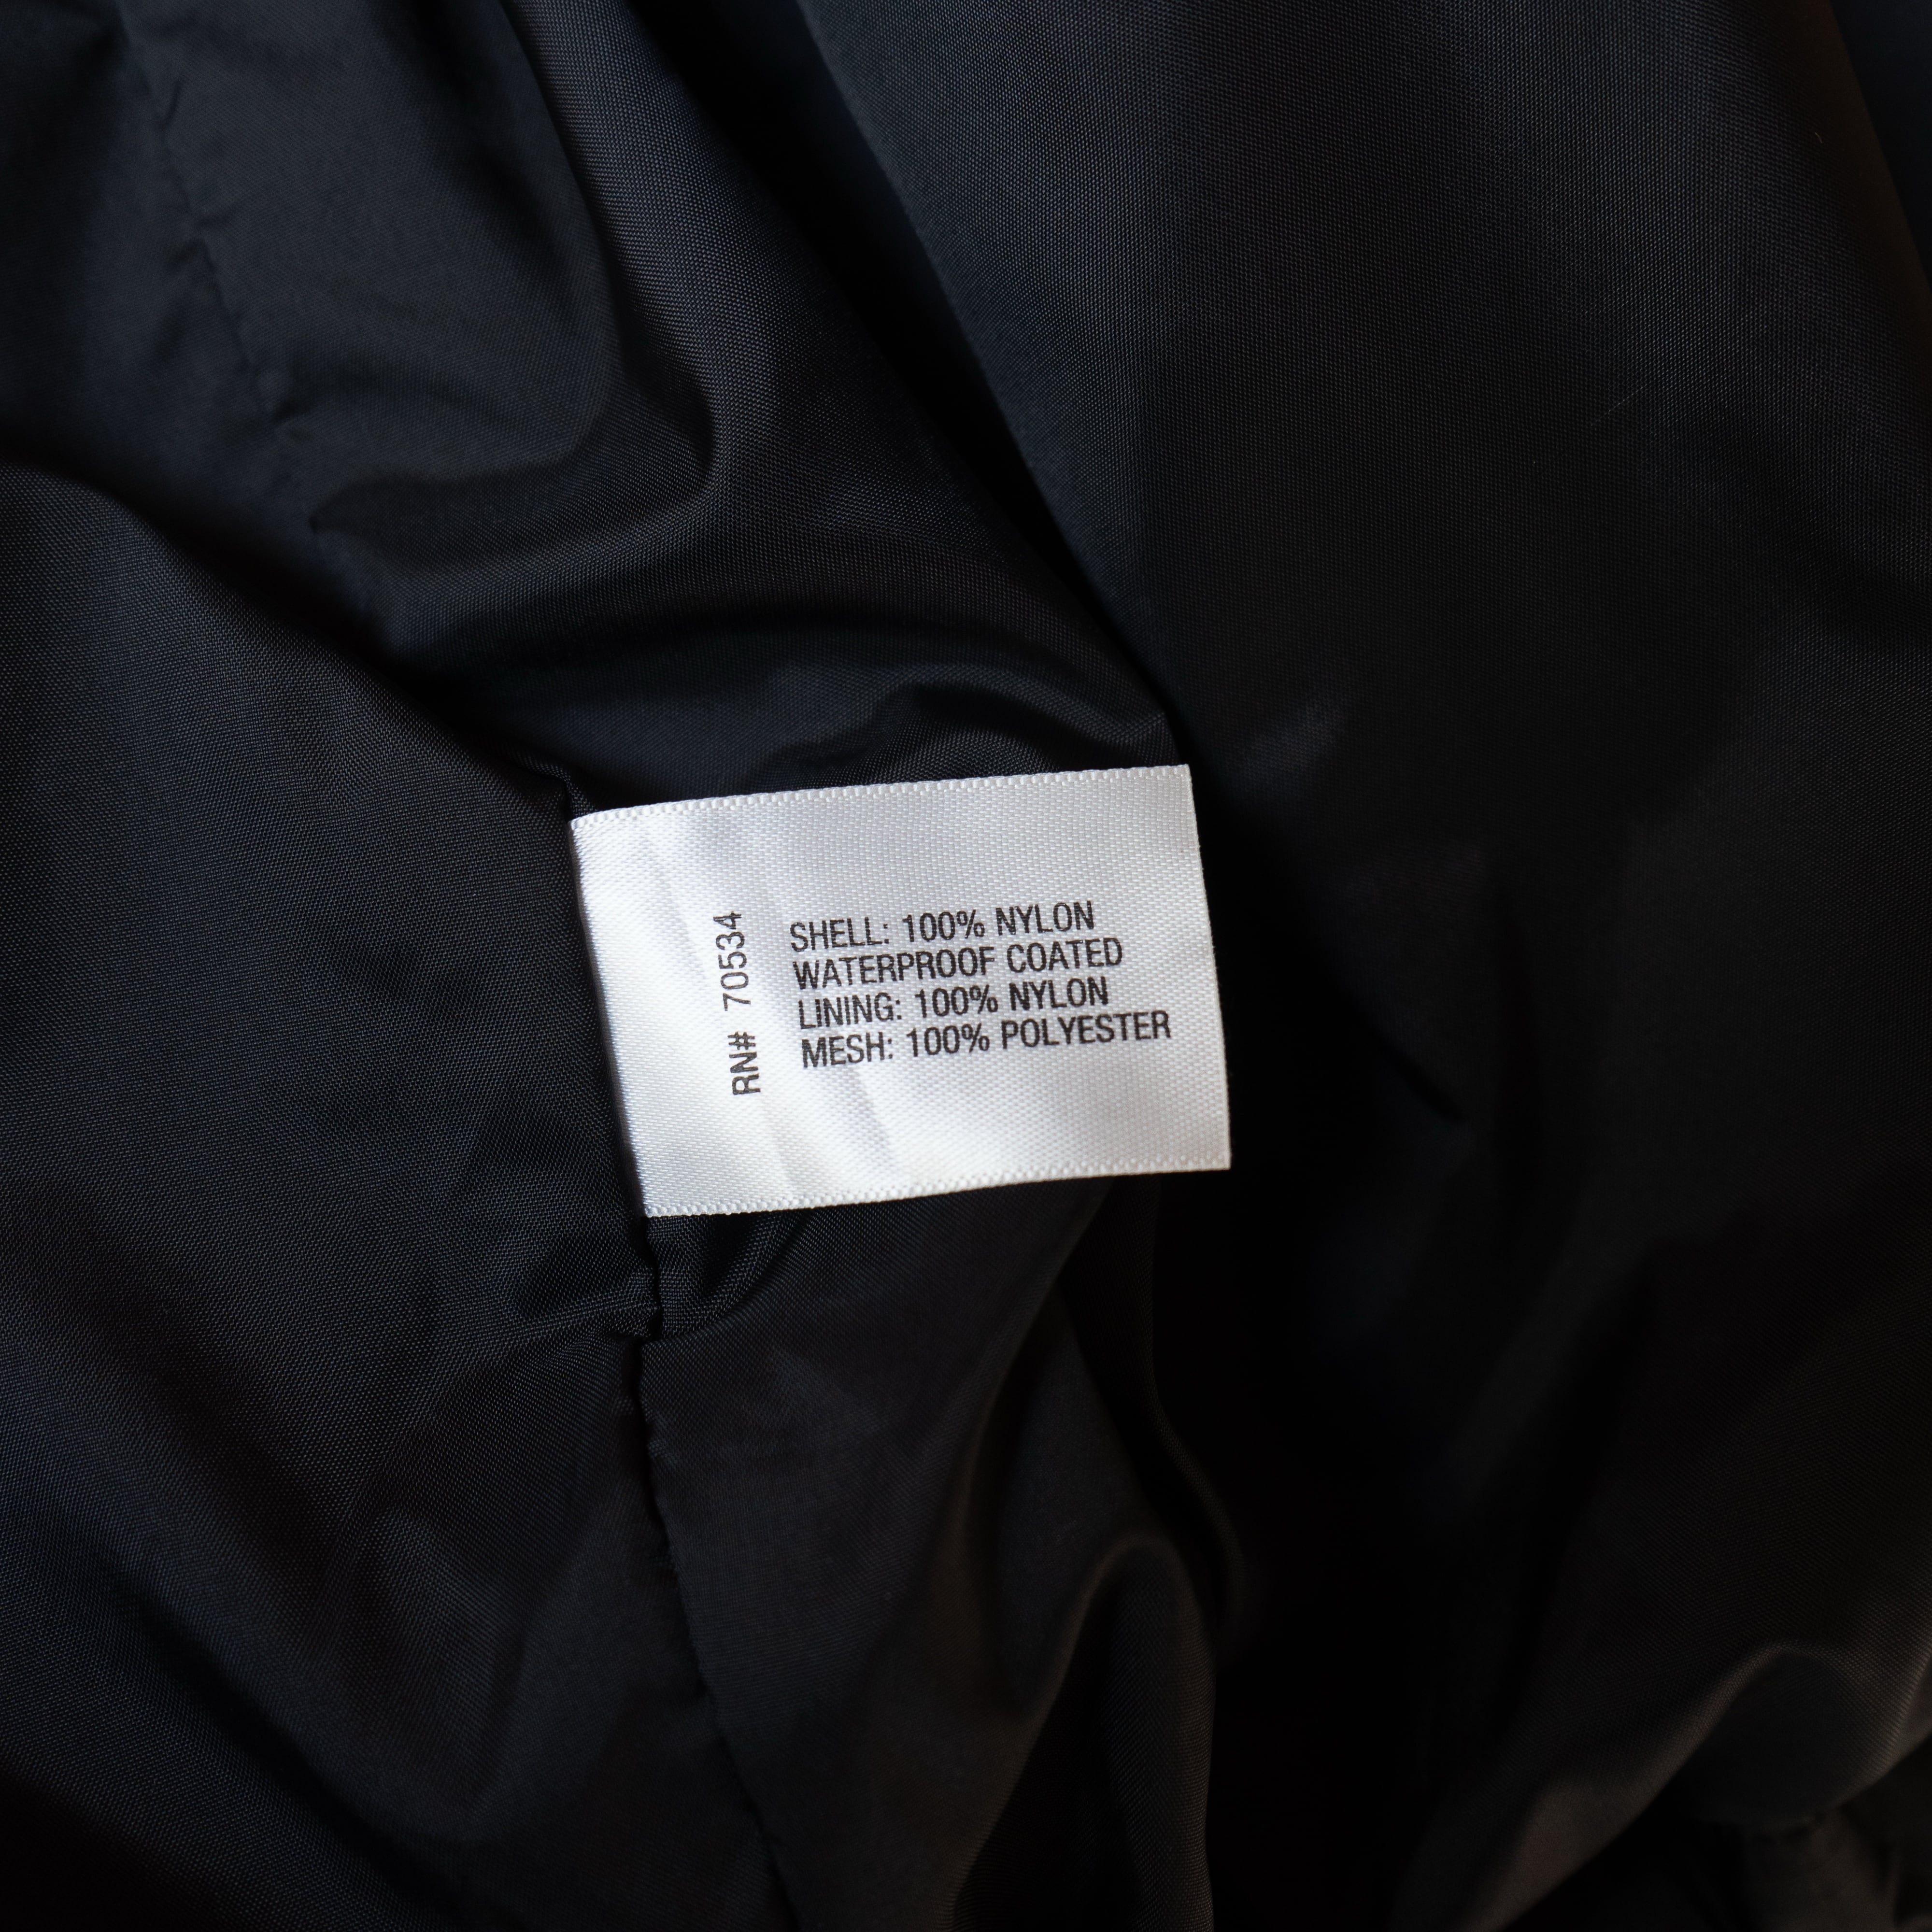 RN# 70534
SHELL: 100% NYLON
WATERPROOF COATED
LINING: 100% NYLON
MESH: 100% POLYESTER